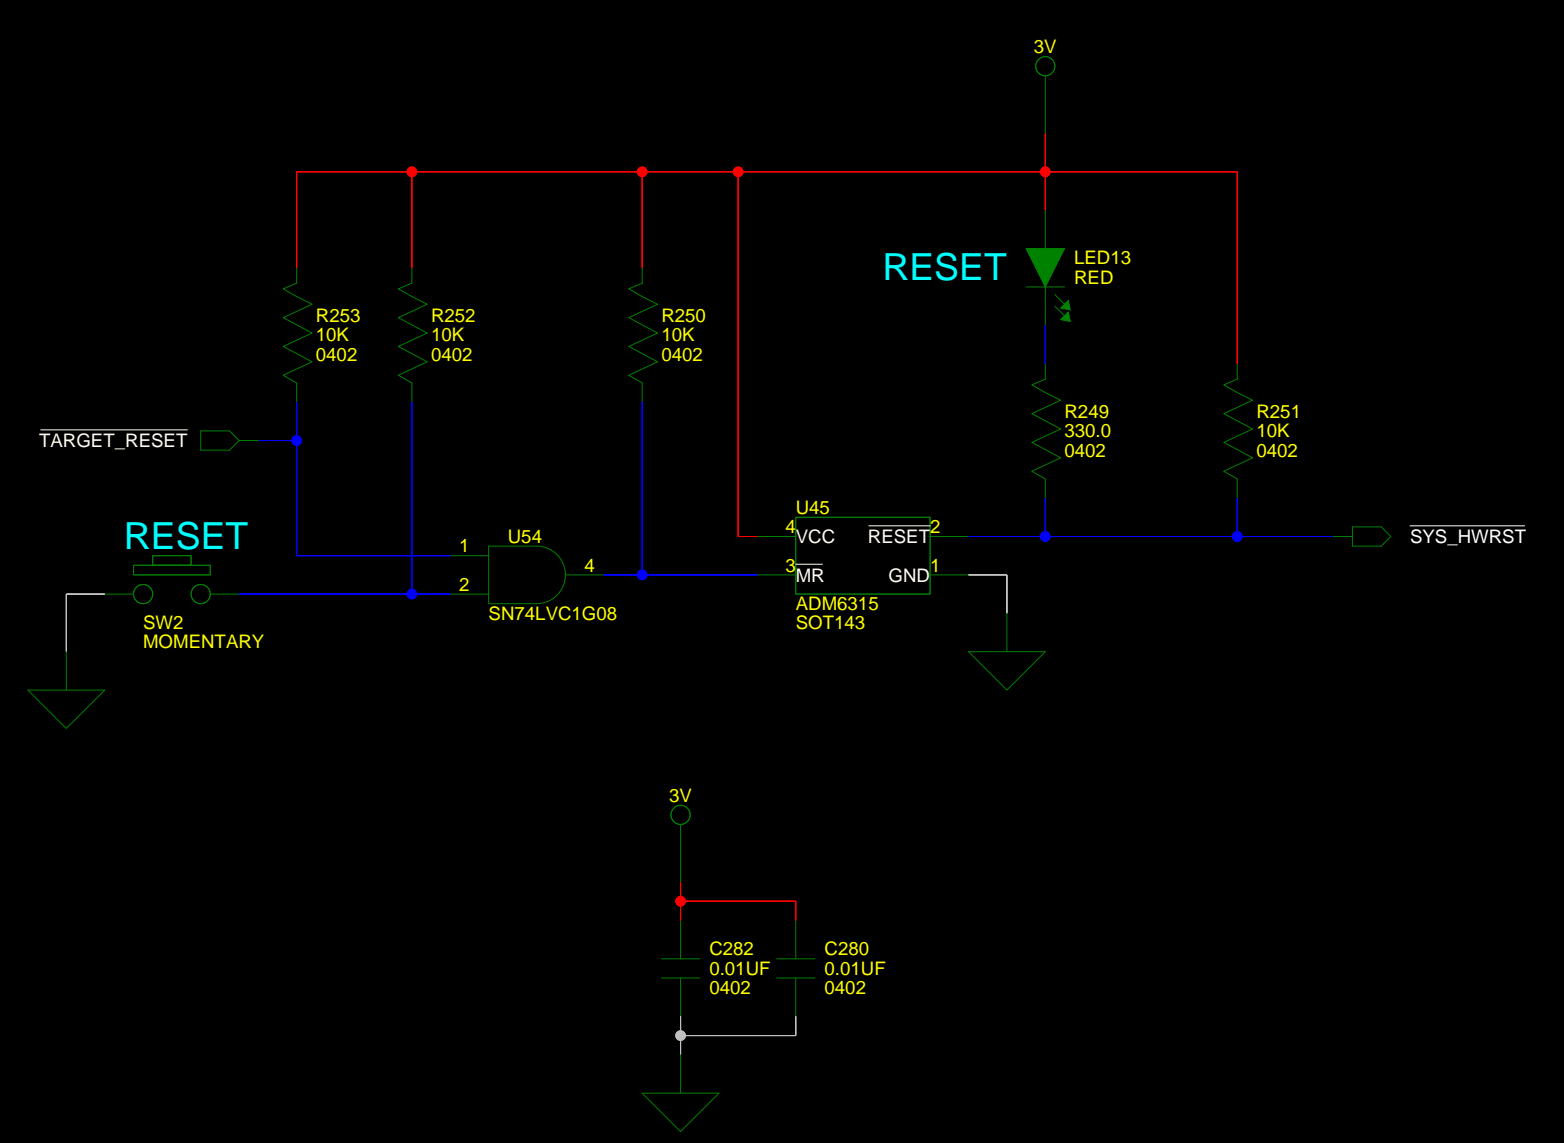 3V
RESET
LED13
RED
R253
10K
0402
R252
10K
0402
R250
10K
0402
R249
330.0
0402
R251
10K
0402
TARGET_RESET
RESET
SW2
MOMENTARY
1
2
U54
4
SN74LVC1G08
U45
4
VCC
RESET
2
3
MR
GND
1
ADM6315
SOT143
SYS_HWRST
3V
C282
0.01UF
0402
C280
0.01UF
0402